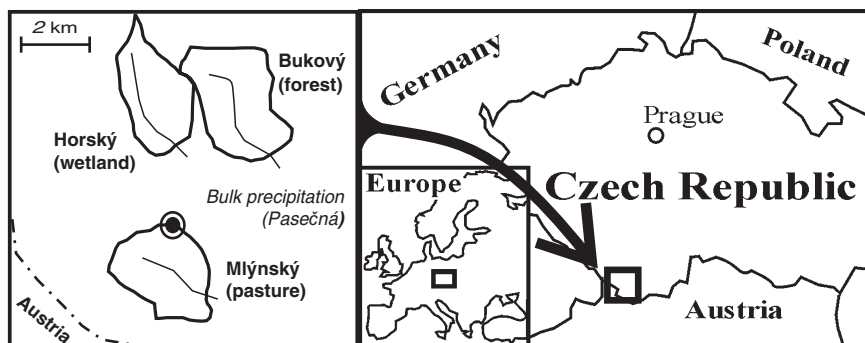 2 km
Bukový
(forest)
Horský
(wetland)
Bulk precipitation
(Pasečná)
Mlýnský
(pasture)
Austria
Germany
Poland
Prague
Czech Republic
Europe
Austria